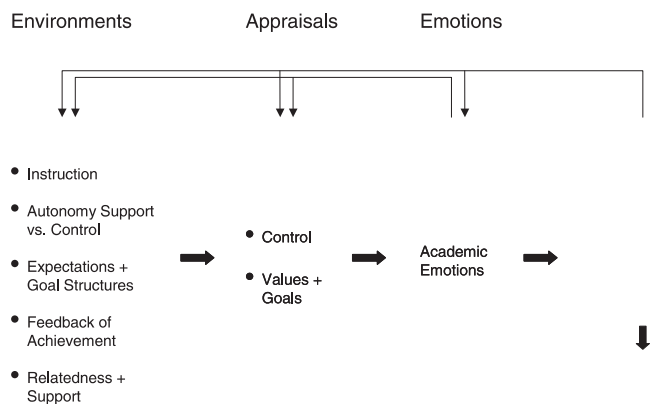 Environments
Appraisals
Emotions
• Instruction
• Autonomy Support
vs. Control
• Expectations +
Goal Structures
• Feedback of
Achievement
• Relatedness +
Support
• Control
• Values +
Goals
Academic
Emotions